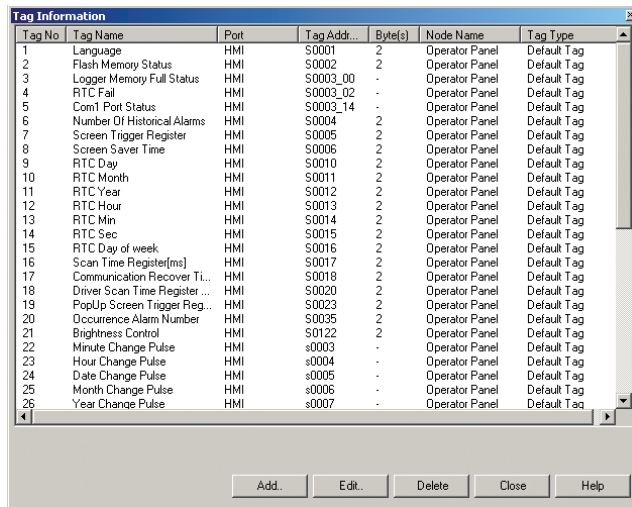 Tag Information
Tag No Tag Name Port Tag Addr... Byte(s) Node Name Tag Type
1 Language HMI S0001 2 Operator Panel Default Tag
2 Flash Memory Status HMI S0002 2 Operator Panel Default Tag
3 Logger Memory Full Status HMI S0003_00 - Operator Panel Default Tag
4 RTC Fail HMI S0003_02 - Operator Panel Default Tag
5 Com1 Port Status HMI S0003_14 - Operator Panel Default Tag
6 Number Of Historical Alarms HMI S0004 2 Operator Panel Default Tag
7 Screen Trigger Register HMI S0005 2 Operator Panel Default Tag
8 Screen Saver Time HMI S0006 2 Operator Panel Default Tag
9 RTC Day HMI S0010 2 Operator Panel Default Tag
10 RTC Month HMI S0011 2 Operator Panel Default Tag
11 RTC Year HMI S0012 2 Operator Panel Default Tag
12 RTC Hour HMI S0013 2 Operator Panel Default Tag
13 RTC Min HMI S0014 2 Operator Panel Default Tag
14 RTC Sec HMI S0015 2 Operator Panel Default Tag
15 RTC Day of week HMI S0016 2 Operator Panel Default Tag
16 Scan Time Register[ms] HMI S0017 2 Operator Panel Default Tag
17 Communication Recover Ti... HMI S0018 2 Operator Panel Default Tag
18 Driver Scan Time Register ... HMI S0020 2 Operator Panel Default Tag
19 PopUp Screen Trigger Reg... HMI S0023 2 Operator Panel Default Tag
20 Occurrence Alarm Number HMI S0035 2 Operator Panel Default Tag
21 Brightness Control HMI S0122 2 Operator Panel Default Tag
22 Minute Change Pulse HMI s0003 - Operator Panel Default Tag
23 Hour Change Pulse HMI s0004 - Operator Panel Default Tag
24 Date Change Pulse HMI s0005 - Operator Panel Default Tag
25 Month Change Pulse HMI s0006 - Operator Panel Default Tag
26 Year Change Pulse HMI s0007 - Operator Panel Default Tag
Add.. Edit.. Delete Close Help